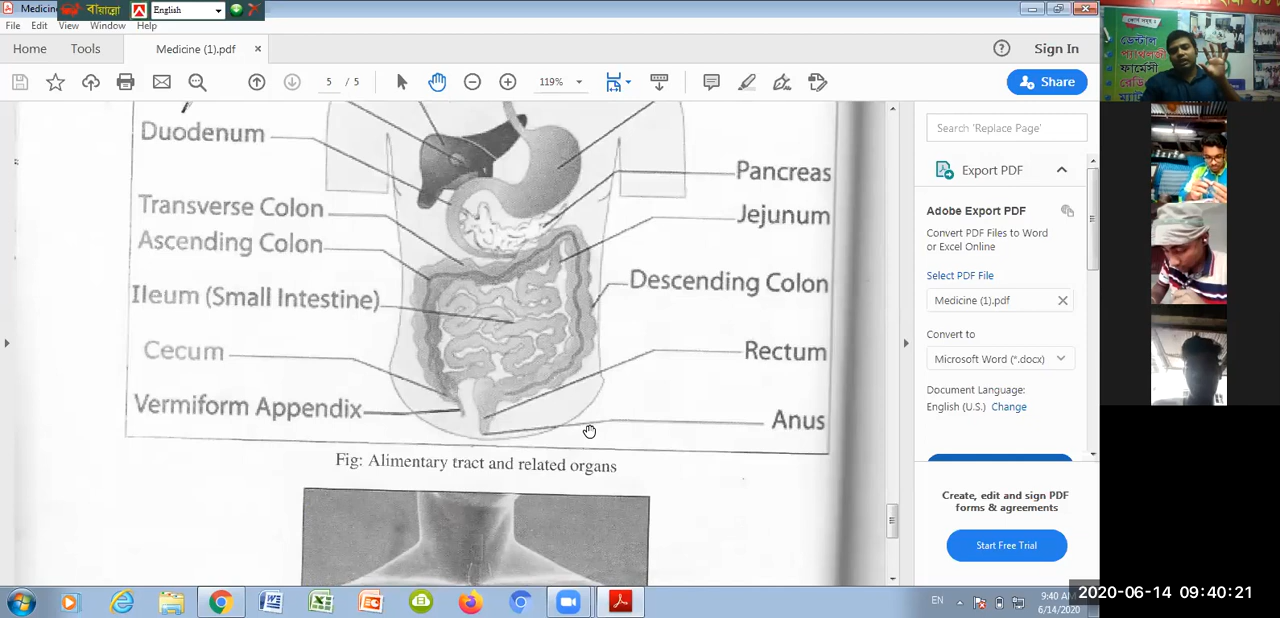 Medicin
বায়ান্নো
English
File Edit View Window Help
Home Tools Medicine (1).pdf × Sign In
5 / 5 119% Share
Duodenum
Transverse Colon
Ascending Colon
Ileum (Small Intestine)
Cecum
Vermiform Appendix
Pancreas
Jejunum
Descending Colon
Rectum
Anus
Fig: Alimentary tract and related organs
Search 'Replace Page'
Export PDF
Adobe Export PDF
Convert PDF Files to Word
or Excel Online
Select PDF File
Medicine (1).pdf
Convert to
Microsoft Word (*.docx)
Document Language:
English (U.S.) Change
Create, edit and sign PDF
forms & agreements
Start Free Trial
ডেন্টাল
ফার্মেসী
EN
9:40 AM
6/14/2020
2020-06-14 09:40:21